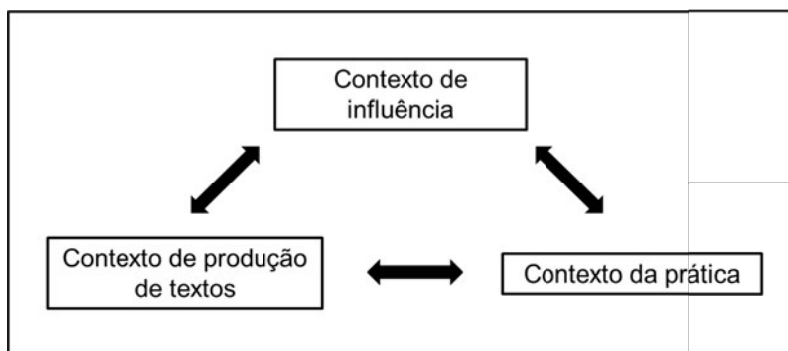 Contexto de
influência
Contexto de produção
de textos
Contexto da prática